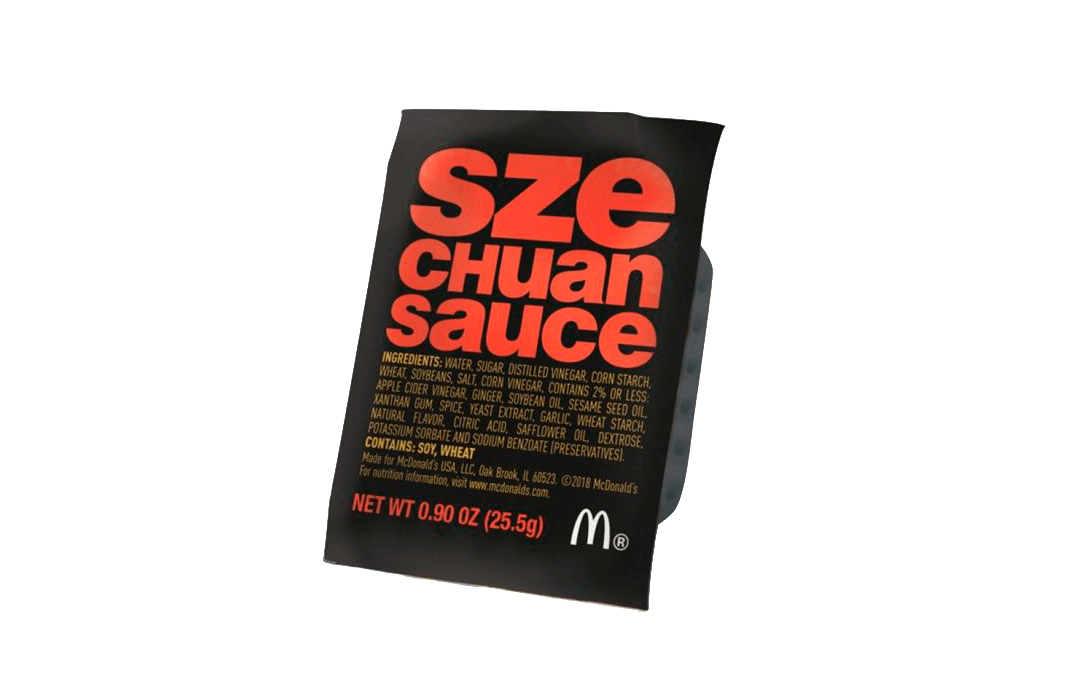 sze
cHuan
sauce
INGREDIENTS: WATER, SUGAR, DISTILLED VINEGAR, CORN STARCH,
WHEAT, SOYBEANS, SALT, CORN VINEGAR, CONTAINS 2% OR LESS:
APPLE CIDER VINEGAR, GINGER, SOYBEAN OIL, SESAME SEED OIL,
XANTHAN GUM, SPICE, YEAST EXTRACT, GARLIC, WHEAT STARCH,
NATURAL FLAVOR, CITRIC ACID, SAFFLOWER OIL, DEXTROSE,
POTASSIUM SORBATE AND SODIUM BENZOATE (PRESERVATIVES).
CONTAINS: SOY, WHEAT
Made for McDonald's USA, LLC, Oak Brook, IL 60523. ©2018 McDonald's
For nutrition information, visit www.mcdonalds.com.
NET WT 0.90 OZ (25.5g)
M®